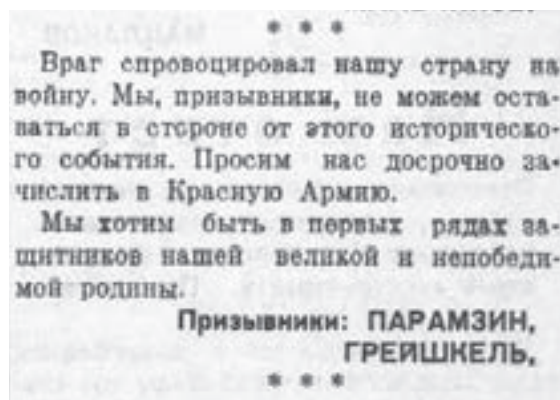 * * *
Враг спровоцировал нашу страну на
войну. Мы, призывники, не можем оста-
ваться в стороне от этого историческо-
го события. Просим нас досрочно за-
числить в Красную Армию.
Мы хотим быть в первых рядах за-
щитников нашей великой и непобеди-
мой родины.
Призывники: ПАРАМЗИН,
ГРЕЙШКЕЛЬ,
* * *